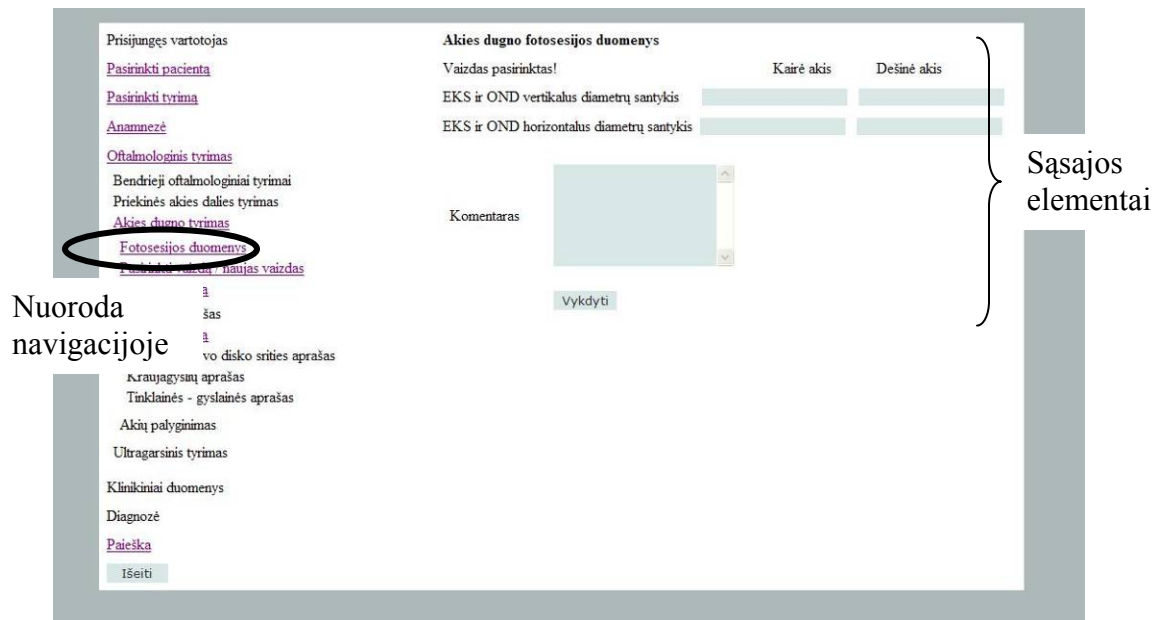 Prisijungęs vartotojas
Pasirinkti pacientą
Pasirinkti tyrimą
Anamnezė
Oftalmologinis tyrimas
Bendrieji oftalmologiniai tyrimai
Priekinės akies dalies tyrimas
Akies dugno tyrimas
Fotosesijos duomenys
Pasirinkti vaizdą / naujas vaizdas
ą
šas
ą
vo disko srities aprašas
Kraujagyslių aprašas
Tinklainės - gyslainės aprašas
Akių palyginimas
Ultragarsinis tyrimas
Klinikiniai duomenys
Diagnozė
Paieška
Išeiti
Nuoroda
navigacijoje
Akies dugno fotosesijos duomenys
Vaizdas pasirinktas! Kairė akis Dešinė akis
EKS ir OND vertikalus diametrų santykis
EKS ir OND horizontalus diametrų santykis
Komentaras
Vykdyti
Sąsajos
elementai